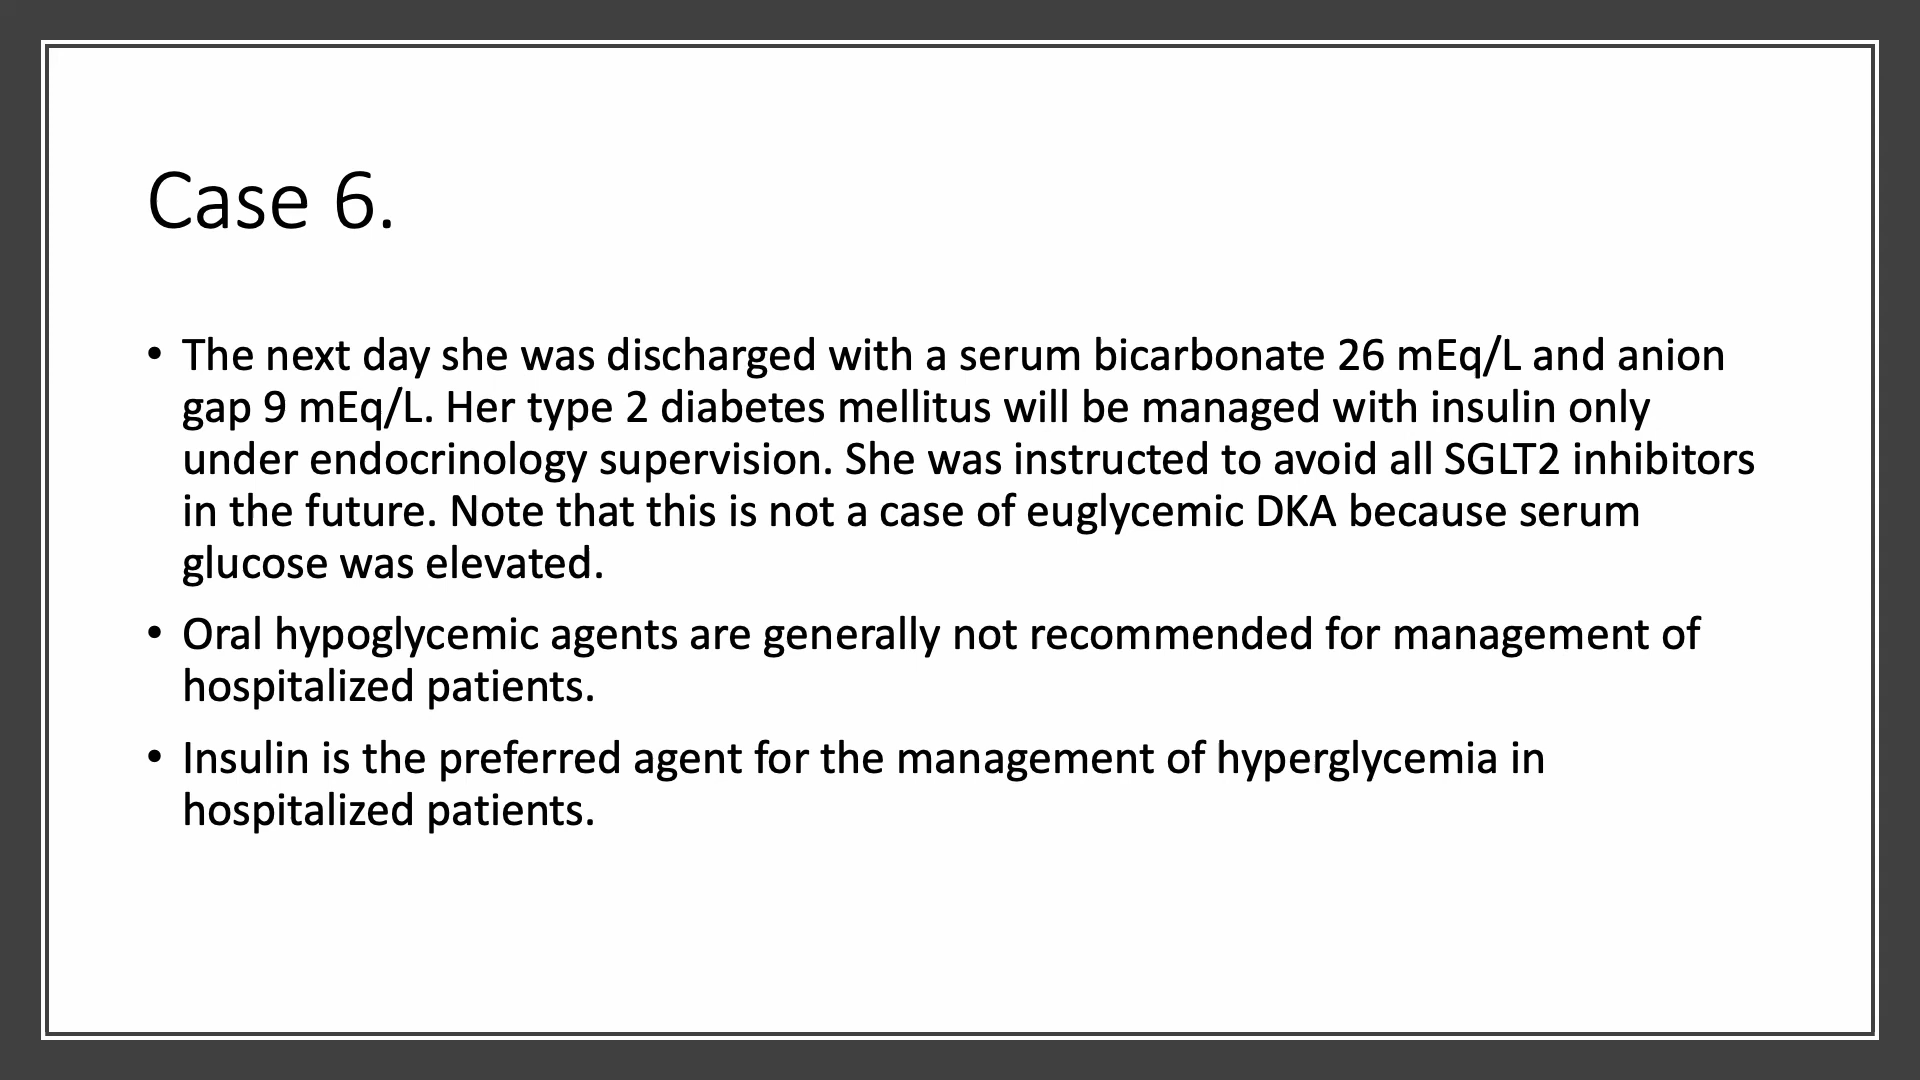 Case 6.
• The next day she was discharged with a serum bicarbonate 26 mEq/L and anion
gap 9 mEq/L. Her type 2 diabetes mellitus will be managed with insulin only
under endocrinology supervision. She was instructed to avoid all SGLT2 inhibitors
in the future. Note that this is not a case of euglycemic DKA because serum
glucose was elevated.
• Oral hypoglycemic agents are generally not recommended for management of
hospitalized patients.
• Insulin is the preferred agent for the management of hyperglycemia in
hospitalized patients.